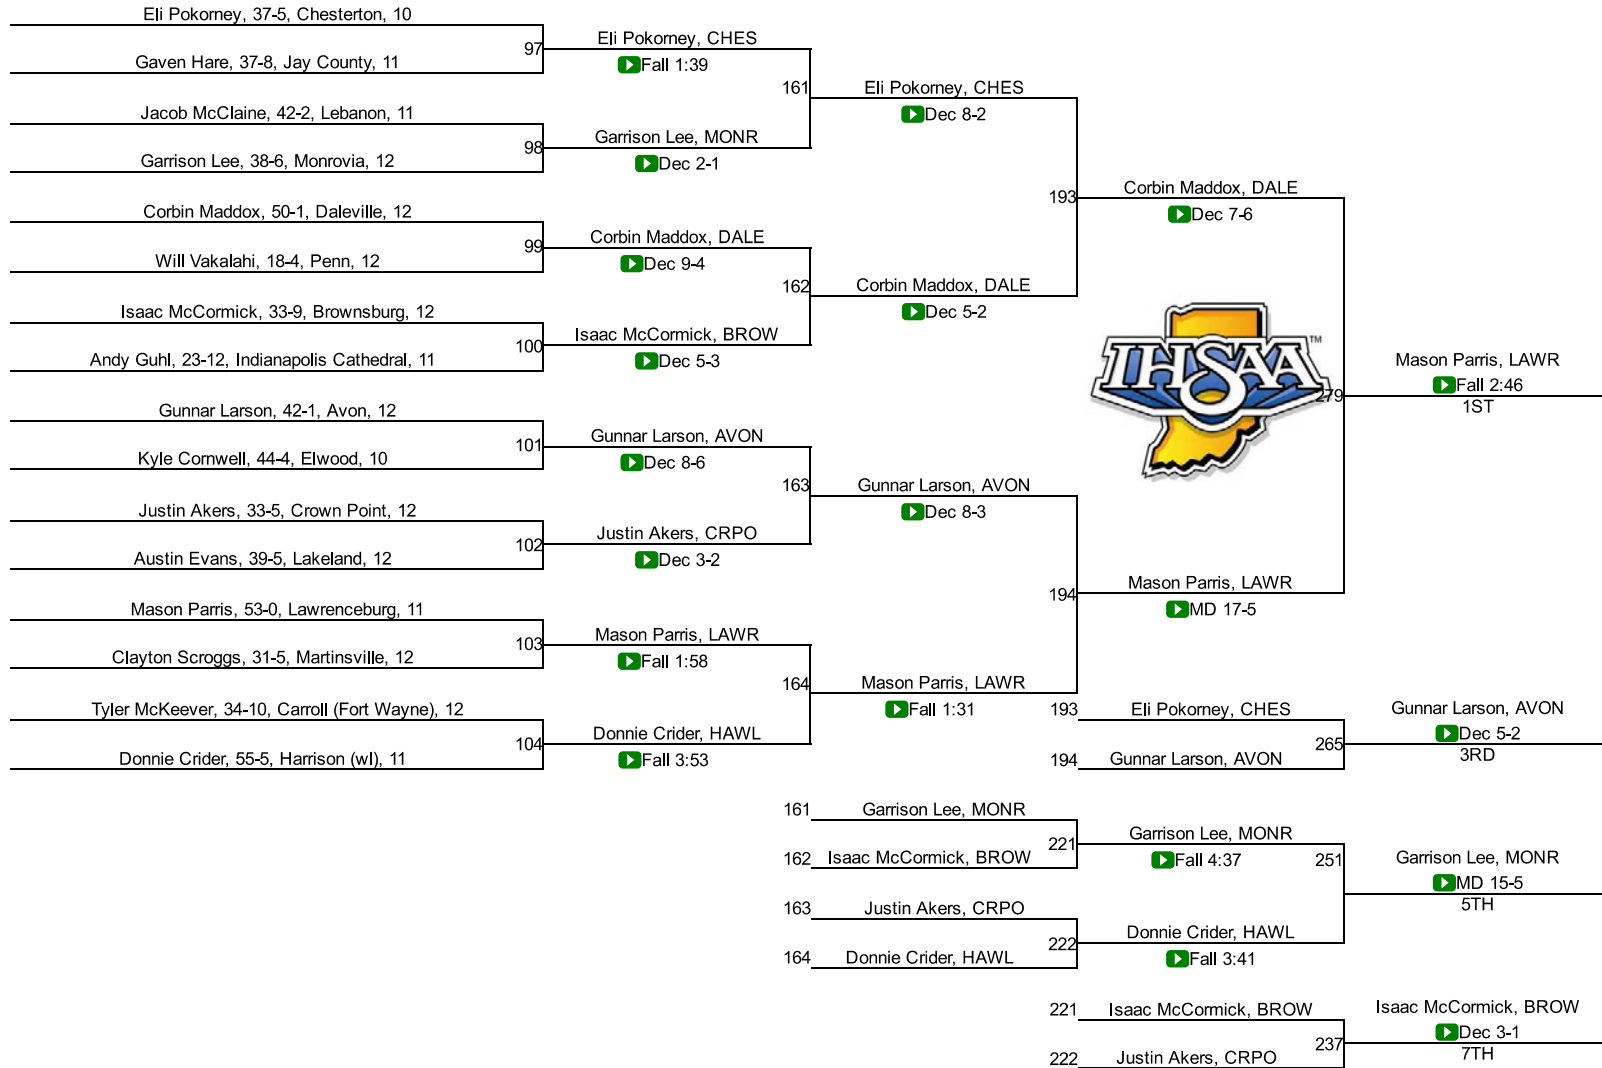 Eli Pokorney, 37-5, Chesterton, 10
97
Gaven Hare, 37-8, Jay County, 11
Jacob McClaine, 42-2, Lebanon, 11
98
Garrison Lee, 38-6, Monrovia, 12
Corbin Maddox, 50-1, Daleville, 12
99
Will Vakalahi, 18-4, Penn, 12
Isaac McCormick, 33-9, Brownsburg, 12
100
Andy Guhl, 23-12, Indianapolis Cathedral, 11
Gunnar Larson, 42-1, Avon, 12
101
Kyle Cornwell, 44-4, Elwood, 10
Justin Akers, 33-5, Crown Point, 12
102
Austin Evans, 39-5, Lakeland, 12
Mason Parris, 53-0, Lawrenceburg, 11
103
Clayton Scroggs, 31-5, Martinsville, 12
Tyler McKeever, 34-10, Carroll (Fort Wayne), 12
104
Donnie Crider, 55-5, Harrison (wl), 11
Eli Pokorney, CHES
Fall 1:39
161
Garrison Lee, MONR
Dec 2-1
Corbin Maddox, DALE
Dec 9-4
162
Isaac McCormick, BROW
Dec 5-3
Gunnar Larson, AVON
Dec 8-6
163
Justin Akers, CRPO
Dec 3-2
Mason Parris, LAWR
Fall 1:58
164
Donnie Crider, HAWL
Fall 3:53
Eli Pokorney, CHES
Dec 8-2
193
Corbin Maddox, DALE
Dec 5-2
Gunnar Larson, AVON
Dec 8-3
194
Mason Parris, LAWR
Fall 1:31
Corbin Maddox, DALE
Dec 7-6
IHSAA™
279
Mason Parris, LAWR
MD 17-5
Mason Parris, LAWR
Fall 2:46
1ST
193 Eli Pokorney, CHES
265
194 Gunnar Larson, AVON
Gunnar Larson, AVON
Dec 5-2
3RD
161 Garrison Lee, MONR
221
162 Isaac McCormick, BROW
163 Justin Akers, CRPO
222
164 Donnie Crider, HAWL
Garrison Lee, MONR
Fall 4:37
251
Donnie Crider, HAWL
Fall 3:41
Garrison Lee, MONR
MD 15-5
5TH
221 Isaac McCormick, BROW
237
222 Justin Akers, CRPO
Isaac McCormick, BROW
Dec 3-1
7TH